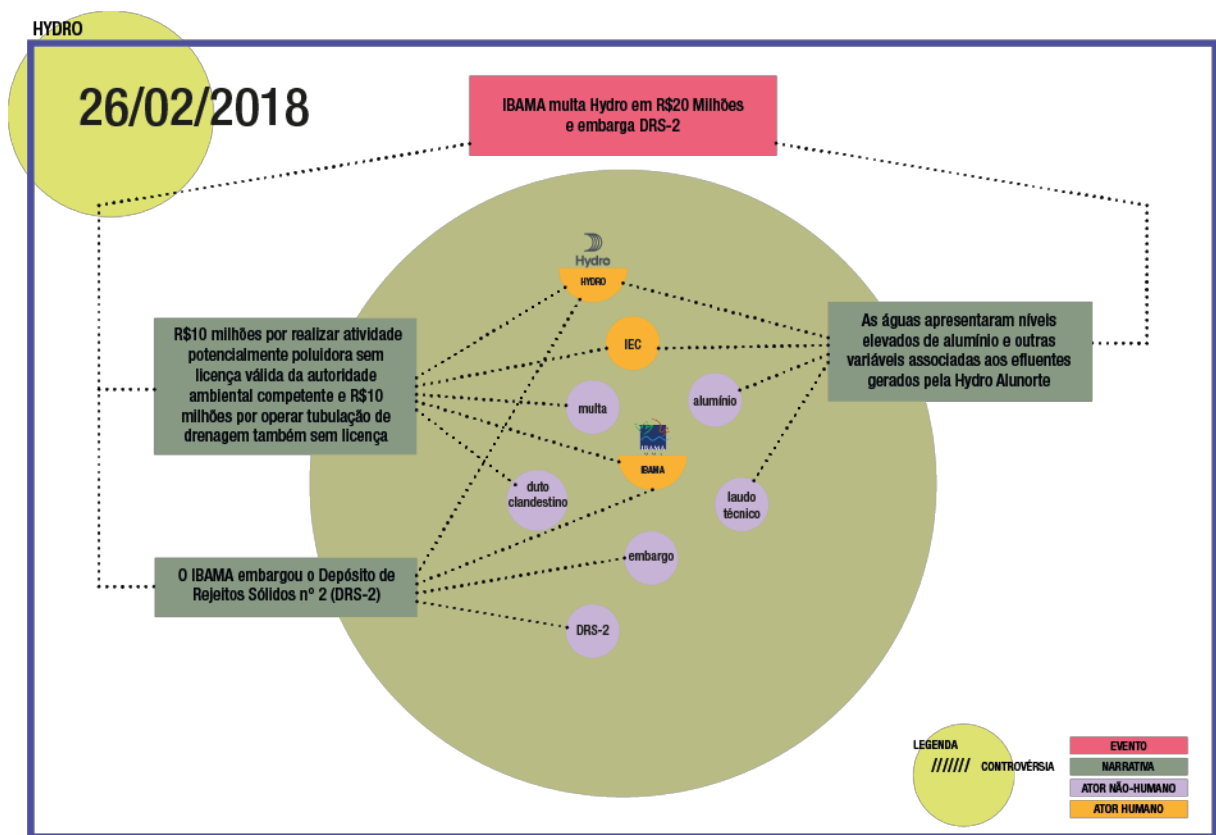 HYDRO
26/02/2018
IBAMA multa Hydro em R$20 Milhões
e embarga DRS-2
Hydro
HYDRO
R$10 milhões por realizar atividade
potencialmente poluidora sem
licença válida da autoridade
ambiental competente e R$10
milhões por operar tubulação de
drenagem também sem licença
IEC
As águas apresentaram níveis
elevados de alumínio e outras
variáveis associadas aos efluentes
gerados pela Hydro Alunorte
multa
alumínio
IBAMA
duto
clandestino
laudo
técnico
O IBAMA embargou o Depósito de
Rejeitos Sólidos nº 2 (DRS-2)
embargo
DRS-2
LEGENDA
/////// CONTROVÉRSIA
EVENTO
NARRATIVA
ATOR NÃO-HUMANO
ATOR HUMANO